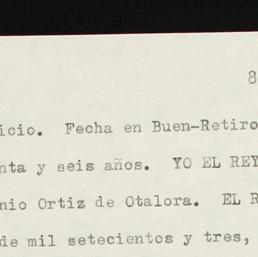 8
icio. Fecha en Buen-Retiro
nta y seis años. YO EL REY
nio Ortiz de Otalora. EL R
de mil setecientos y tres,